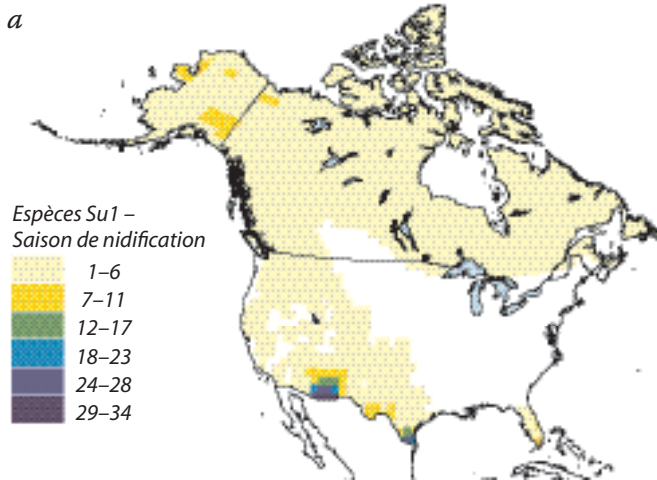 a
Espèces Su1 –
Saison de nidification
1–6
7–11
12–17
18–23
24–28
29–34